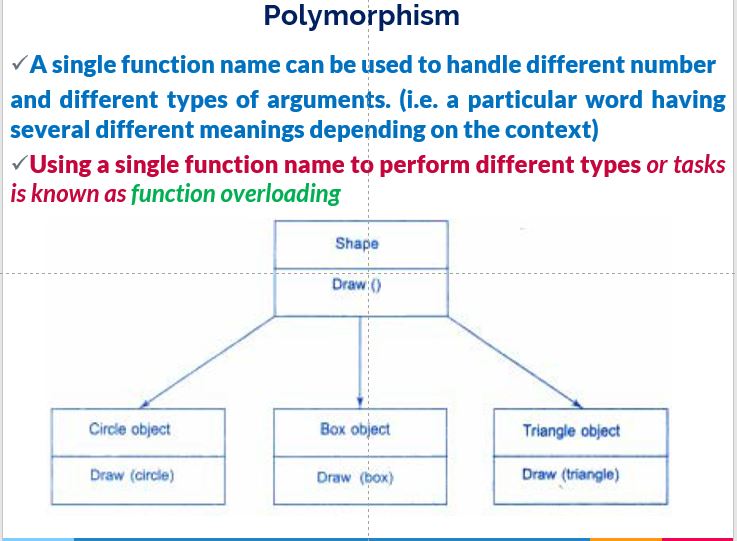 Polymorphism
✓A single function name can be used to handle different number
and different types of arguments. (i.e. a particular word having
several different meanings depending on the context)
✓Using a single function name to perform different types or tasks
is known as function overloading
Shape
Draw ()
Circle object
Box object
Triangle object
Draw (circle)
Draw (box)
Draw (triangle)